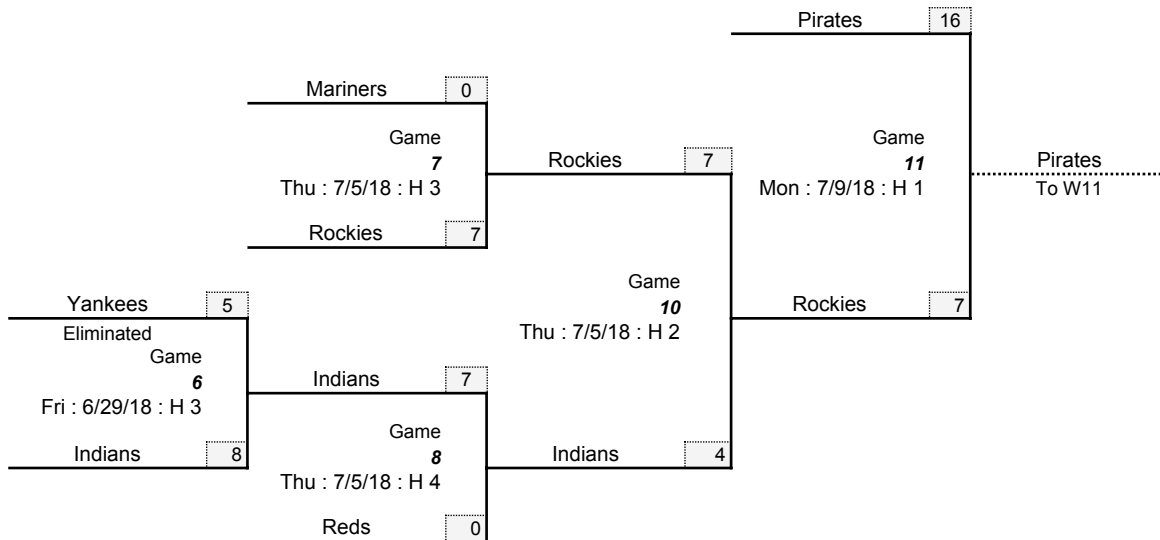 Pirates 16
Mariners 0
Game
7
Thu : 7/5/18 : H 3
Rockies 7
Game
11
Mon : 7/9/18 : H 1
Pirates
To W11
Rockies 7
Game
10
Thu : 7/5/18 : H 2
Yankees 5
Eliminated
Rockies 7
Game
6
Fri : 6/29/18 : H 3
Indians 7
Indians 8
Game
8
Thu : 7/5/18 : H 4
Indians 4
Reds 0